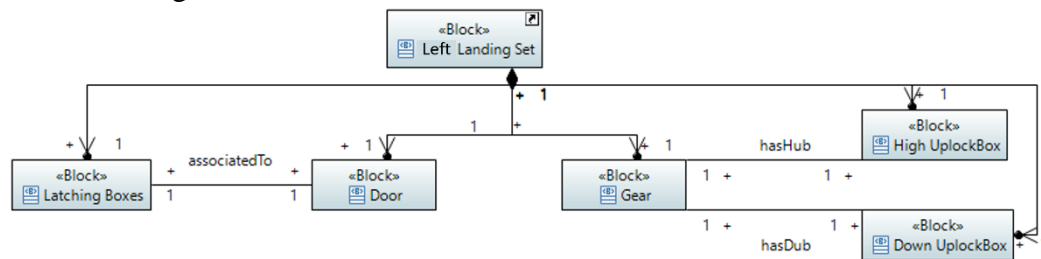 «Block»
Left Landing Set
+ 1
1 +
+ 1
+ 1
+ 1
+ 1
«Block»
Latching Boxes
+ associatedTo +
1 1
«Block»
Door
«Block»
Gear
hasHub
1 + 1 +
«Block»
High UplockBox
1 + 1 +
hasDub
«Block»
Down UplockBox
+